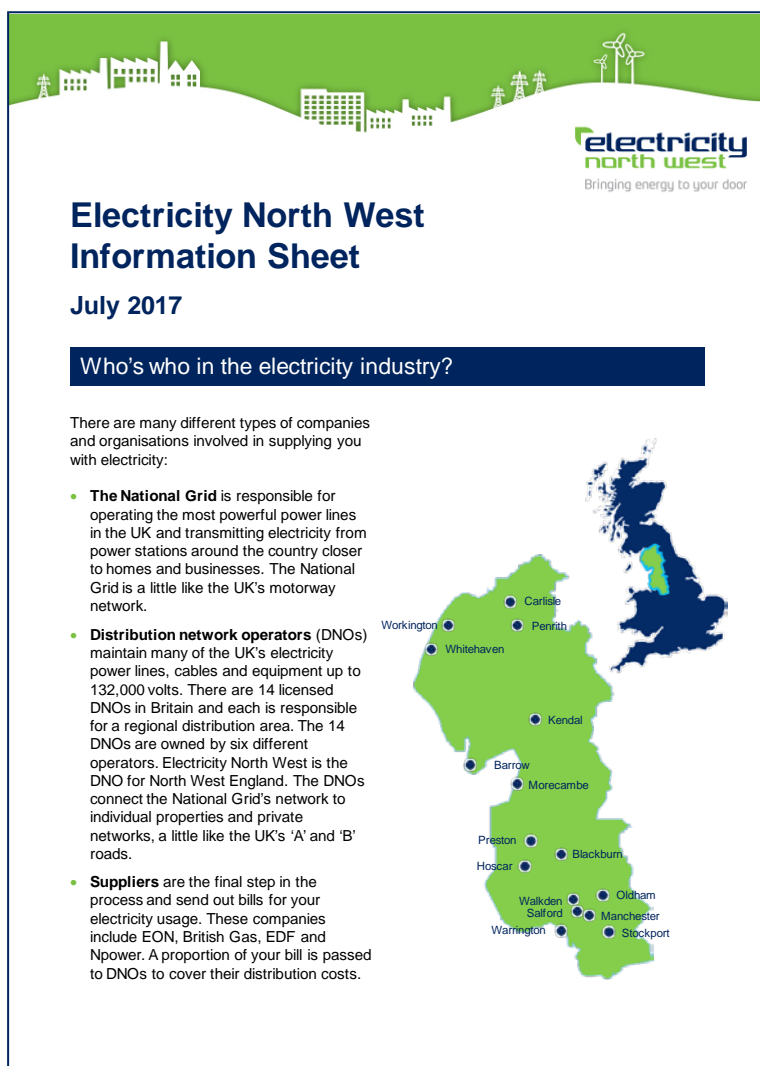 electricity
north west
Bringing energy to your door
Electricity North West
Information Sheet
July 2017
Who's who in the electricity industry?
There are many different types of companies
and organisations involved in supplying you
with electricity:
• The National Grid is responsible for
operating the most powerful power lines
in the UK and transmitting electricity from
power stations around the country closer
to homes and businesses. The National
Grid is a little like the UK's motorway
network.
• Distribution network operators (DNOs)
maintain many of the UK's electricity
power lines, cables and equipment up to
132,000 volts. There are 14 licensed
DNOs in Britain and each is responsible
for a regional distribution area. The 14
DNOs are owned by six different
operators. Electricity North West is the
DNO for North West England. The DNOs
connect the National Grid's network to
individual properties and private
networks, a little like the UK's ‘A’ and ‘B’
roads.
• Suppliers are the final step in the
process and send out bills for your
electricity usage. These companies
include EON, British Gas, EDF and
Npower. A proportion of your bill is passed
to DNOs to cover their distribution costs.
Carlisle
Workington
Penrith
Whitehaven
Kendal
Barrow
Morecambe
Preston
Blackburn
Hoscar
Oldham
Walkden
Salford
Manchester
Warrington
Stockport